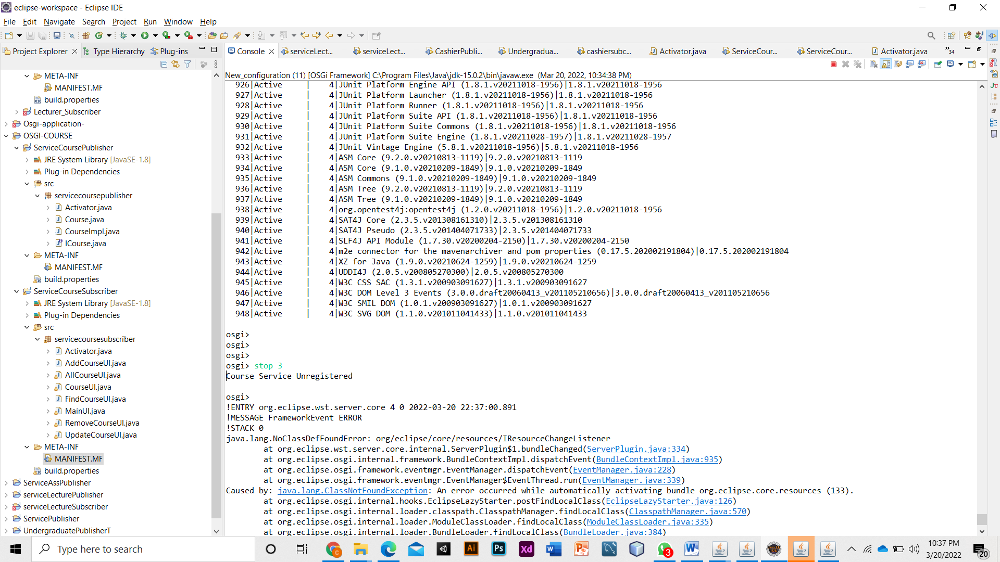 eclipse-workspace - Eclipse IDE
File Edit Navigate Search Project Run Window Help
Project Explorer Type Hierarchy Plug-ins
Console serviceLect... serviceLect... CashierPubli... Undergradua... cashiersubc... Activator.java ServiceCour... ServiceCour... Activator.java 34
META-INF
MANIFEST.MF
build.properties
Lecturer_Subscriber
Osgi-application-
OSGI-COURSE
ServiceCoursePublisher
JRE System Library [JavaSE-1.8]
Plug-in Dependencies
src
servicecoursepublisher
Activator.java
Course.java
CourseImpl.java
ICourse.java
META-INF
MANIFEST.MF
build.properties
ServiceCourseSubscriber
JRE System Library [JavaSE-1.8]
Plug-in Dependencies
src
servicecoursesubscriber
Activator.java
AddCourseUI.java
AllCourseUI.java
CourseUI.java
FindCourseUI.java
MainUI.java
RemoveCourseUI.java
UpdateCourseUI.java
META-INF
MANIFEST.MF
build.properties
ServiceAssPublisher
serviceLecturePublisher
serviceLectureSubscriber
ServicePublisher
UndergraduatePublisherT
New_configuration (11) [OSGi Framework] C:\Program Files\Java\jdk-15.0.2\bin\javaw.exe (Mar 20, 2022, 10:34:38 PM)
926|Active     |    4|JUnit Platform Engine API (1.8.1.v20211018-1956)|1.8.1.v20211018-1956
927|Active     |    4|JUnit Platform Launcher (1.8.1.v20211018-1956)|1.8.1.v20211018-1956
928|Active     |    4|JUnit Platform Runner (1.8.1.v20211018-1956)|1.8.1.v20211018-1956
929|Active     |    4|JUnit Platform Suite API (1.8.1.v20211018-1956)|1.8.1.v20211018-1956
930|Active     |    4|JUnit Platform Suite Commons (1.8.1.v20211018-1956)|1.8.1.v20211018-1956
931|Active     |    4|JUnit Platform Suite Engine (1.8.1.v20211028-1957)|1.8.1.v20211028-1957
932|Active     |    4|JUnit Vintage Engine (5.8.1.v20211018-1956)|5.8.1.v20211018-1956
933|Active     |    4|ASM Core (9.2.0.v20210813-1119)|9.2.0.v20210813-1119
934|Active     |    4|ASM Core (9.1.0.v20210209-1849)|9.1.0.v20210209-1849
935|Active     |    4|ASM Commons (9.1.0.v20210209-1849)|9.1.0.v20210209-1849
936|Active     |    4|ASM Tree (9.2.0.v20210813-1119)|9.2.0.v20210813-1119
937|Active     |    4|ASM Tree (9.1.0.v20210209-1849)|9.1.0.v20210209-1849
938|Active     |    4|org.opentest4j:opentest4j (1.2.0.v20211018-1956)|1.2.0.v20211018-1956
939|Active     |    4|SAT4J Core (2.3.5.v201308161310)|2.3.5.v201308161310
940|Active     |    4|SAT4J Pseudo (2.3.5.v201404071733)|2.3.5.v201404071733
941|Active     |    4|SLF4J API Module (1.7.30.v20200204-2150)|1.7.30.v20200204-2150
942|Active     |    4|m2e connector for the mavenarchiver and pom properties (0.17.5.202002191804)|0.17.5.202002191804
943|Active     |    4|XZ for Java (1.9.0.v20210624-1259)|1.9.0.v20210624-1259
944|Active     |    4|UDDI4J (2.0.5.v200805270300)|2.0.5.v200805270300
945|Active     |    4|W3C CSS SAC (1.3.1.v200903091627)|1.3.1.v200903091627
946|Active     |    4|W3C DOM Level 3 Events (3.0.0.draft20060413_v201105210656)|3.0.0.draft20060413_v201105210656
947|Active     |    4|W3C SMIL DOM (1.0.1.v200903091627)|1.0.1.v200903091627
948|Active     |    4|W3C SVG DOM (1.1.0.v201011041433)|1.1.0.v201011041433
osgi>
osgi>
osgi>
osgi> stop 3
Course Service Unregistered
osgi>
!ENTRY org.eclipse.wst.server.core 4 0 2022-03-20 22:37:00.891
!MESSAGE FrameworkEvent ERROR
!STACK 0
java.lang.NoClassDefFoundError: org/eclipse/core/resources/IResourceChangeListener
at org.eclipse.wst.server.core.internal.ServerPlugin$1.bundleChanged(ServerPlugin.java:334)
at org.eclipse.osgi.internal.framework.BundleContextImpl.dispatchEvent(BundleContextImpl.java:935)
at org.eclipse.osgi.framework.eventmgr.EventManager.dispatchEvent(EventManager.java:228)
at org.eclipse.osgi.framework.eventmgr.EventManager$EventThread.run(EventManager.java:339)
Caused by: java.lang.ClassNotFoundException: An error occurred while automatically activating bundle org.eclipse.core.resources (133).
at org.eclipse.osgi.internal.hooks.EclipseLazyStarter.postFindLocalClass(EclipseLazyStarter.java:126)
at org.eclipse.osgi.internal.loader.classpath.ClasspathManager.findLocalClass(ClasspathManager.java:570)
at org.eclipse.osgi.internal.loader.ModuleClassLoader.findLocalClass(ModuleClassLoader.java:335)
at org.eclipse.osgi.internal.loader.BundleLoader.findLocalClass(BundleLoader.java:384)
Type here to search
10:37 PM
3/20/2022
20